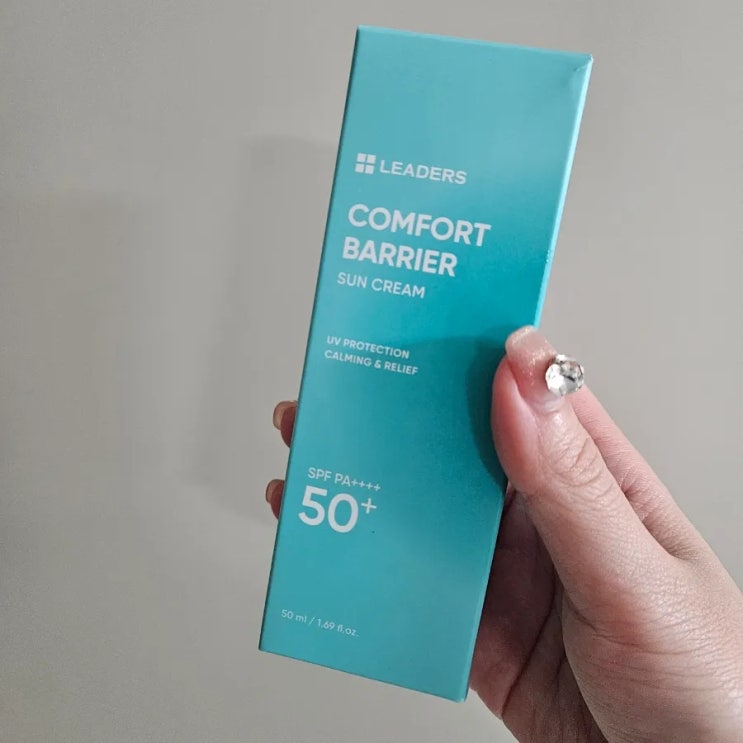 LEADERS
COMFORT
BARRIER
SUN CREAM
UV PROTECTION
CALMING & RELIEF
SPF PA++++
50+
50 ml / 1.69 fl.oz.